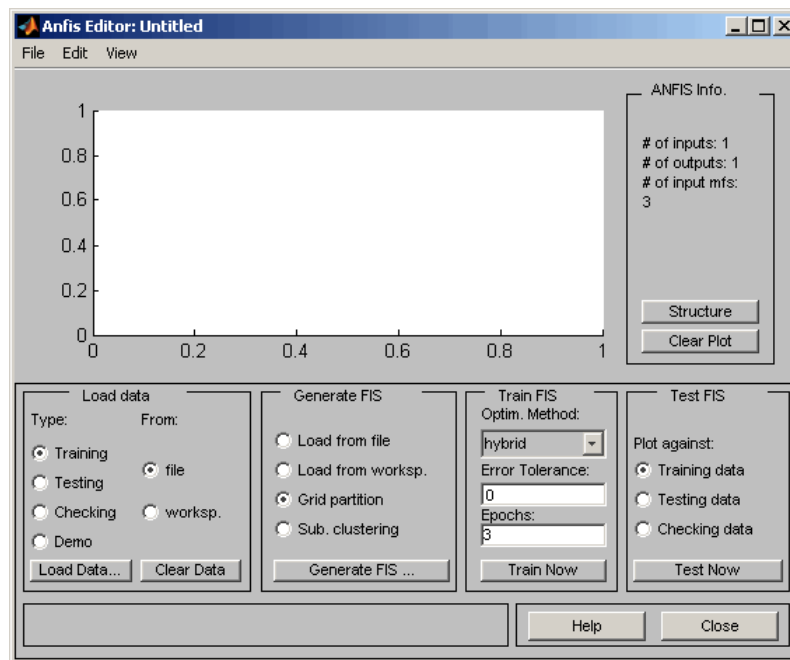 Anfis Editor: Untitled
File Edit View
1
0.8
0.6
0.4
0.2
0
0 0.2 0.4 0.6 0.8 1
ANFIS Info.
# of inputs: 1
# of outputs: 1
# of input mfs:
3
Structure
Clear Plot
Load data
Type: From:
Training
file
Testing
Checking
worksp.
Demo
Load Data... Clear Data
Generate FIS
Load from file
Load from worksp.
Grid partition
Sub. clustering
Generate FIS ...
Train FIS
Optim. Method:
hybrid
Error Tolerance:
0
Epochs:
3
Train Now
Test FIS
Plot against:
Training data
Testing data
Checking data
Test Now
Help Close